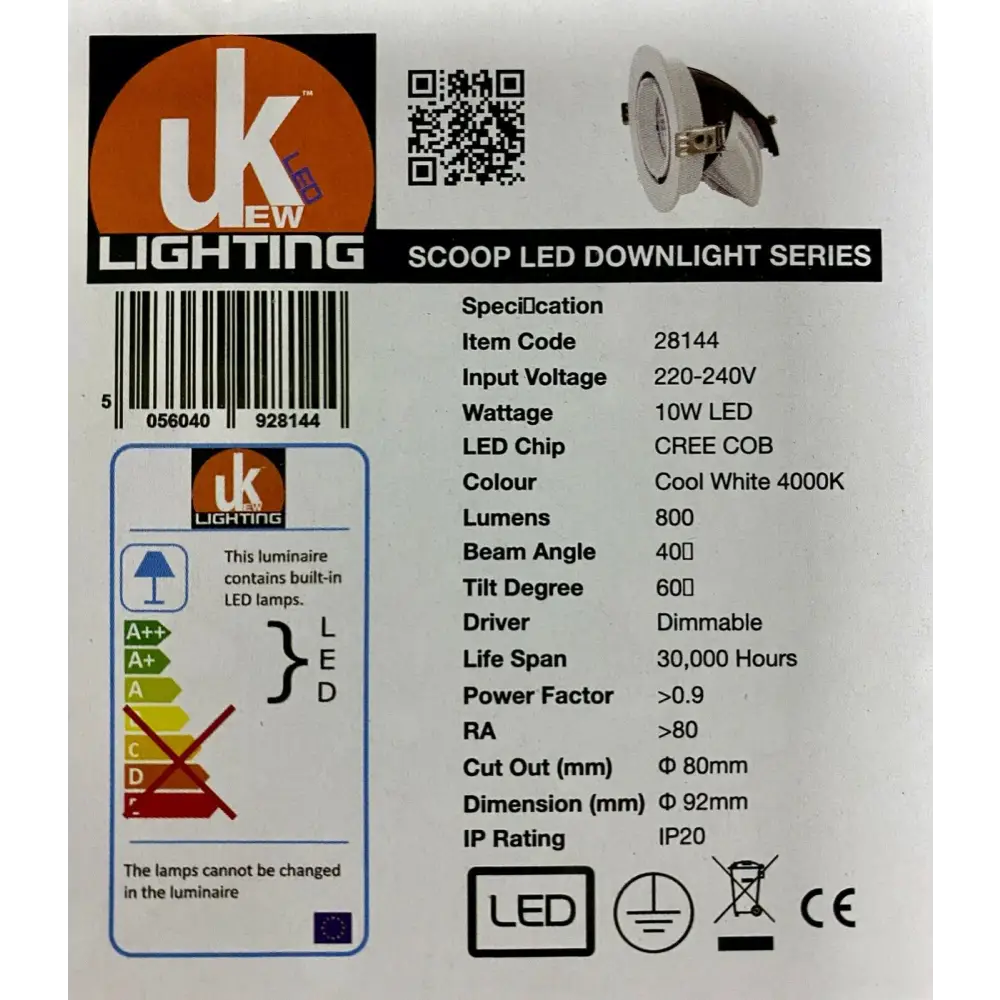 uk
™
LED
EW
LIGHTING
SCOOP LED DOWNLIGHT SERIES
Speci▯cation
Item Code 28144
Input Voltage 220-240V
Wattage 10W LED
LED Chip CREE COB
Colour Cool White 4000K
Lumens 800
Beam Angle 40▯
Tilt Degree 60▯
Driver Dimmable
Life Span 30,000 Hours
Power Factor >0.9
RA >80
Cut Out (mm) Φ 80mm
Dimension (mm) Φ 92mm
IP Rating IP20
5 056040 928144
uk
EW
LIGHTING
This luminaire
contains built-in
LED lamps.
A++
A+
A
C
D
L
E
D
The lamps cannot be changed
in the luminaire
LED
CE